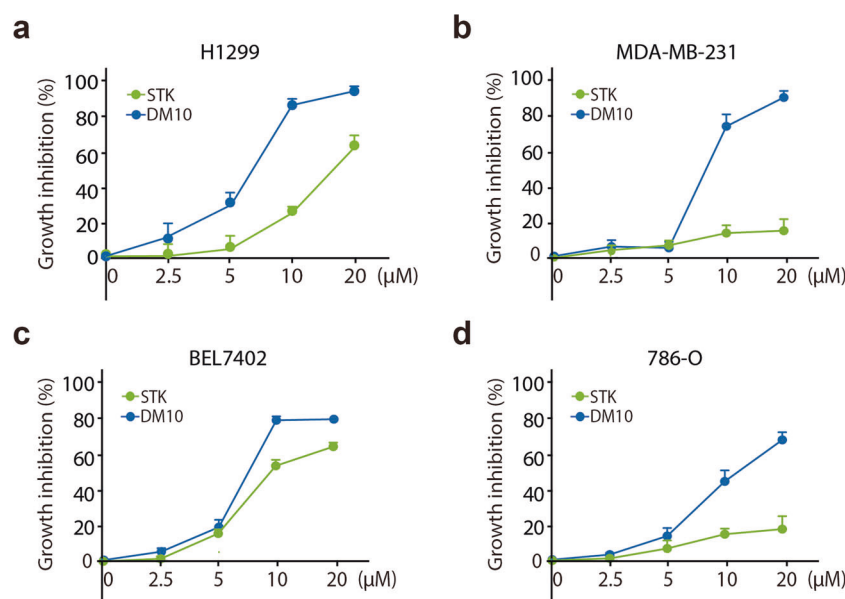 a
H1299
Growth inhibition (%)
100
80
60
40
20
0
STK
DM10
0 2.5 5 10 20 (μM)
b
MDA-MB-231
Growth inhibition (%)
100
80
60
40
20
0
STK
DM10
0 2.5 5 10 20 (μM)
c
BEL7402
Growth inhibition (%)
100
80
60
40
20
0
STK
DM10
0 2.5 5 10 20 (μM)
d
786-O
Growth inhibition (%)
100
80
60
40
20
0
STK
DM10
0 2.5 5 10 20 (μM)